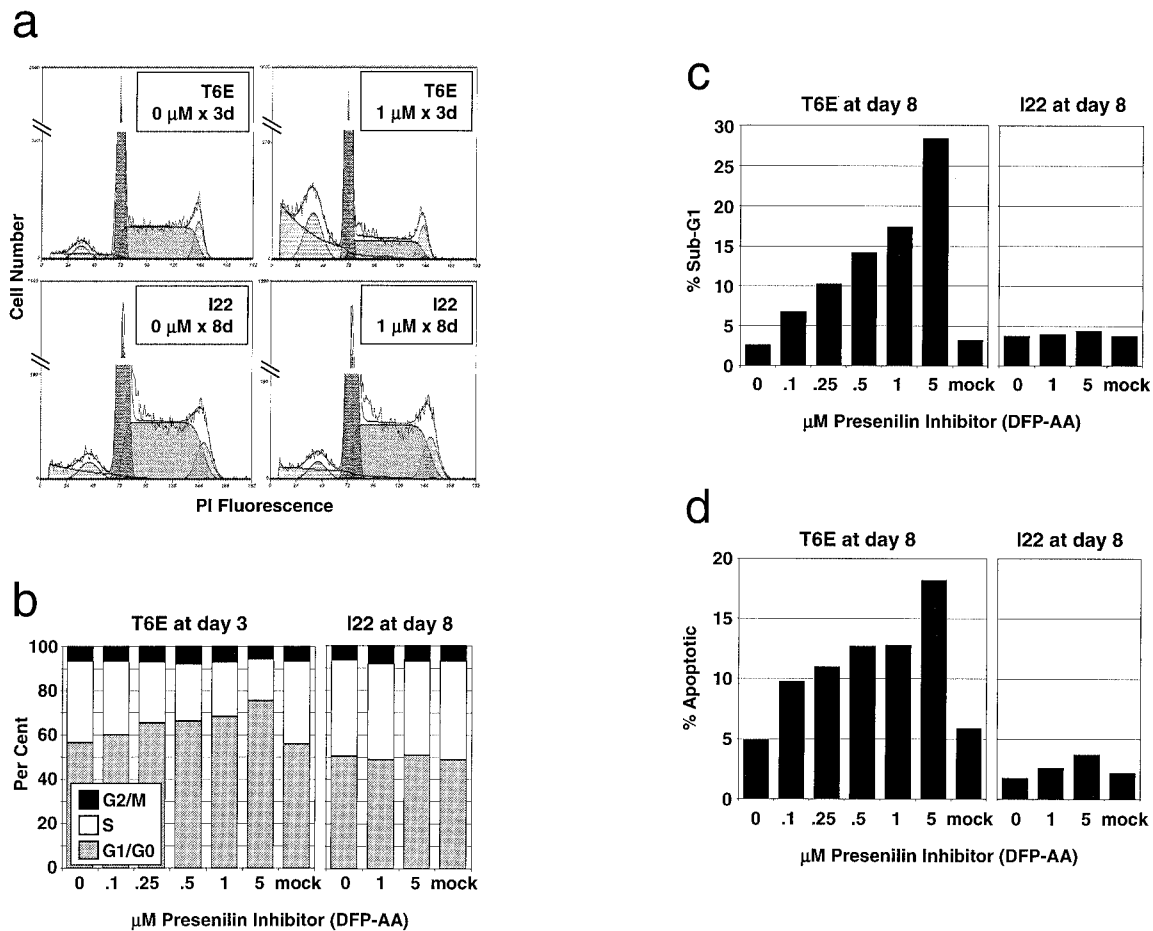 a
T6E
0 µM x 3d
T6E
1 µM x 3d
I22
0 µM x 8d
I22
1 µM x 8d
Cell Number
PI Fluorescence
b
T6E at day 3
I22 at day 8
100
80
60
40
20
0
Per Cent
G2/M
S
G1/G0
0 .1 .25 .5 1 5 mock
0 1 5 mock
µM Presenilin Inhibitor (DFP-AA)
c
T6E at day 8
I22 at day 8
30
25
20
15
10
5
0
% Sub-G1
0 .1 .25 .5 1 5 mock
0 1 5 mock
µM Presenilin Inhibitor (DFP-AA)
d
T6E at day 8
I22 at day 8
20
15
10
5
0
% Apoptotic
0 .1 .25 .5 1 5 mock
0 1 5 mock
µM Presenilin Inhibitor (DFP-AA)